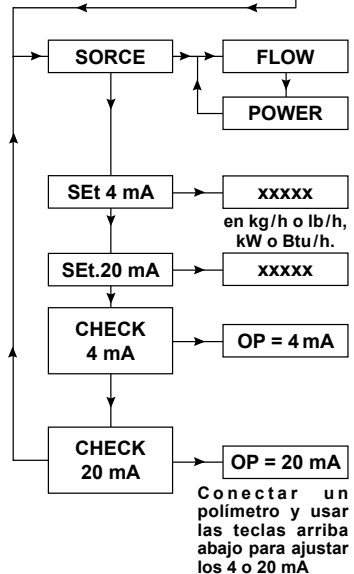 SORCE
FLOW
POWER
SEt 4 mA
xxxxx
en kg/h o lb/h,
kW o Btu/h.
SEt.20 mA
xxxxx
CHECK
4 mA
OP = 4 mA
CHECK
20 mA
OP = 20 mA
Conectar un
polímetro y usar
las teclas arriba
abajo para ajustar
los 4 o 20 mA